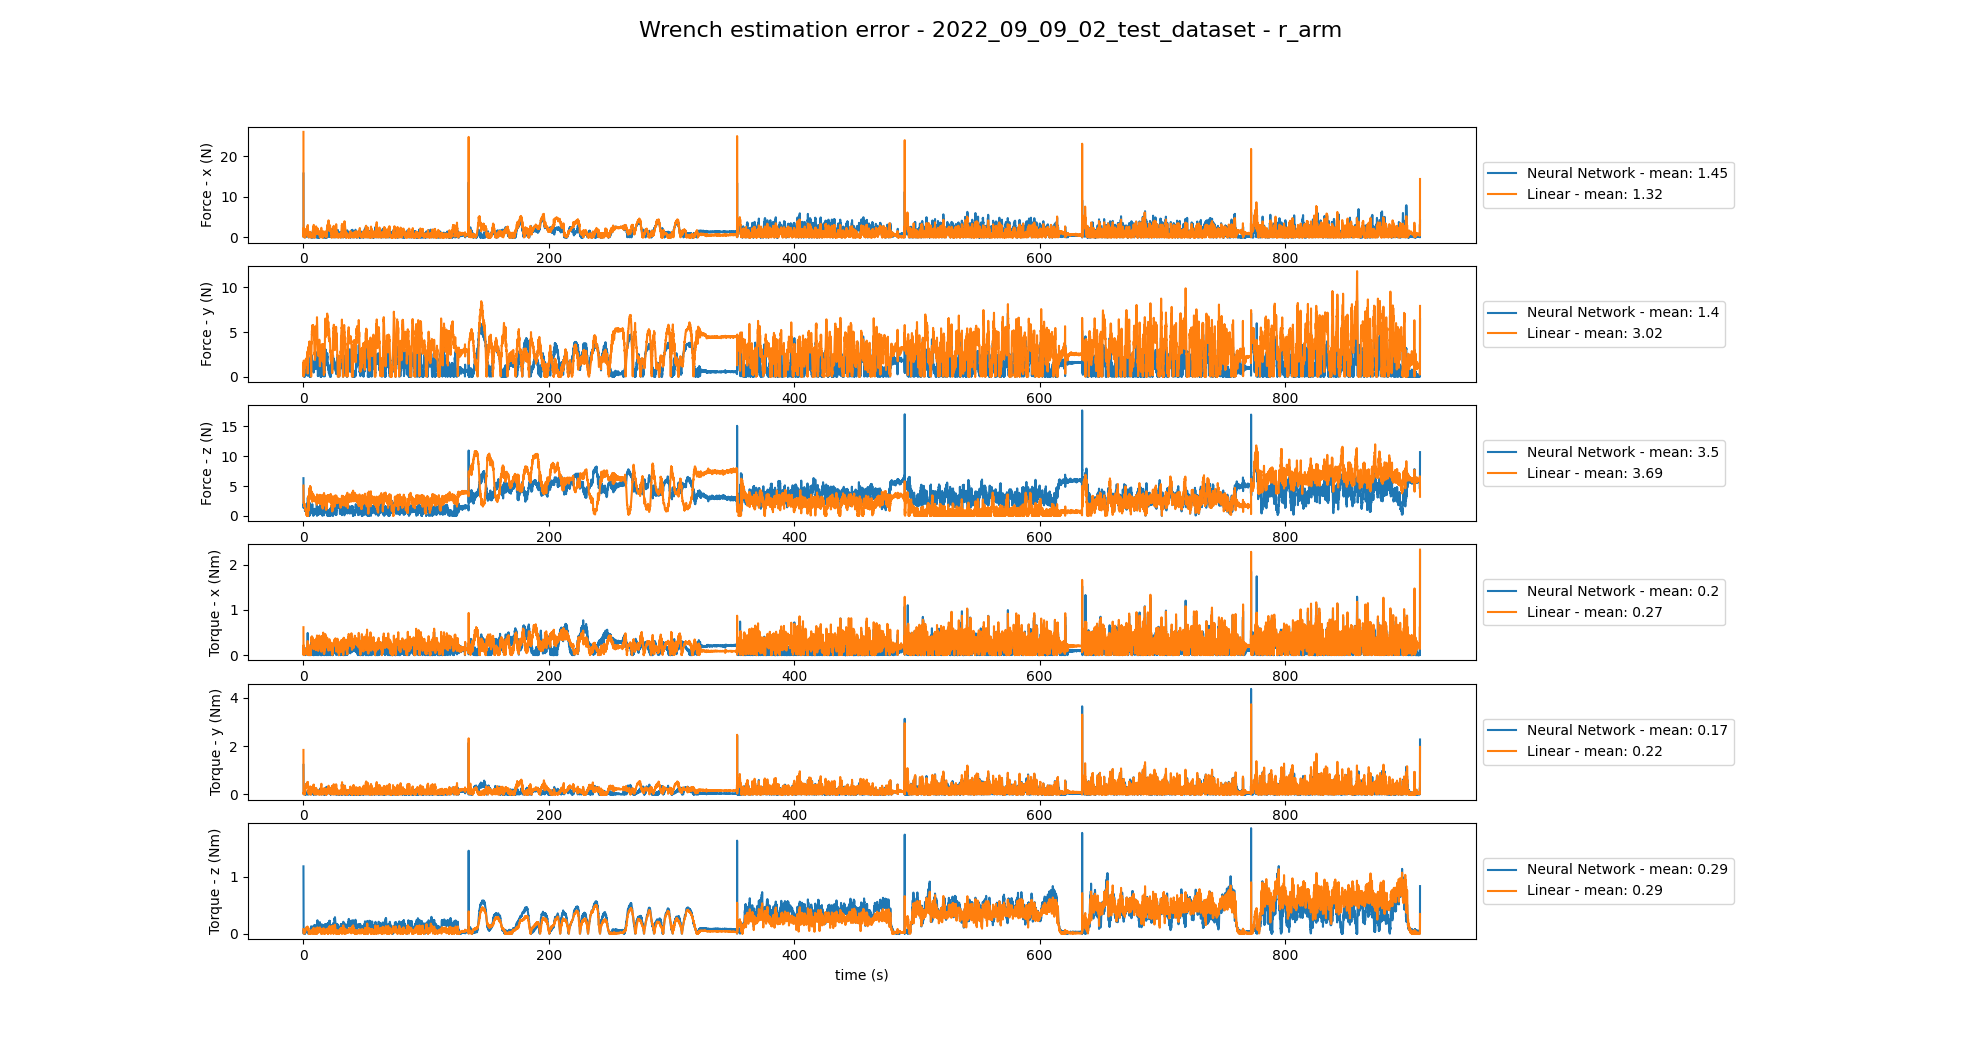 Wrench estimation error - 2022_09_09_02_test_dataset - r_arm
Force - x (N)
20
10
0
0 200 400 600 800
Neural Network - mean: 1.45
Linear - mean: 1.32
Force - y (N)
10
5
0
0 200 400 600 800
Neural Network - mean: 1.4
Linear - mean: 3.02
Force - z (N)
15
10
5
0
0 200 400 600 800
Neural Network - mean: 3.5
Linear - mean: 3.69
Torque - x (Nm)
2
1
0
0 200 400 600 800
Neural Network - mean: 0.2
Linear - mean: 0.27
Torque - y (Nm)
4
2
0
0 200 400 600 800
Neural Network - mean: 0.17
Linear - mean: 0.22
Torque - z (Nm)
1
0
0 200 400 600 800
Neural Network - mean: 0.29
Linear - mean: 0.29
time (s)